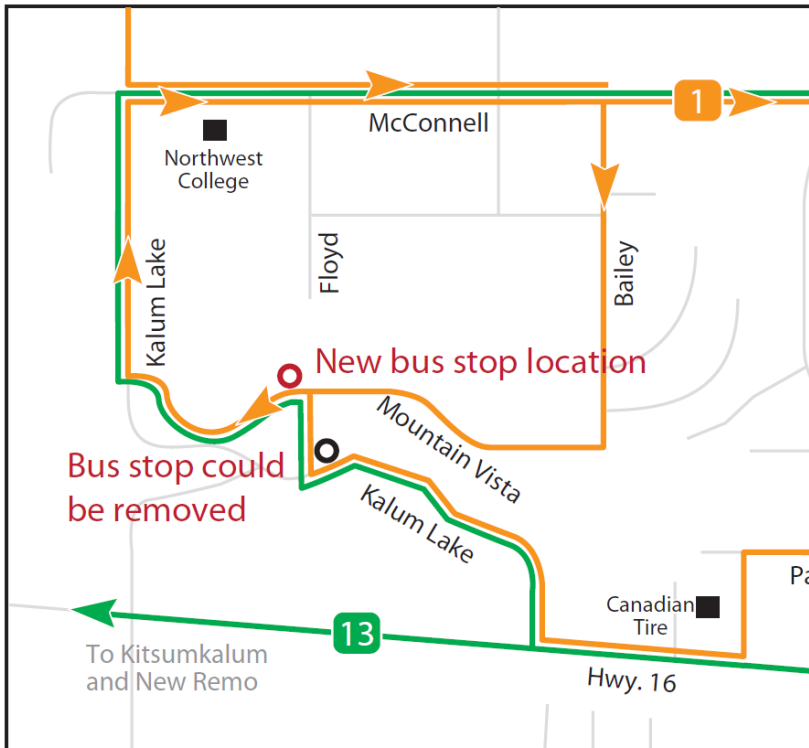 1
McConnell
Northwest
College
Kalum Lake
Floyd
Bailey
New bus stop location
Mountain Vista
Bus stop could
be removed
Kalum Lake
Canadian
Tire
Pa
13
To Kitsumkalum
and New Remo
Hwy. 16